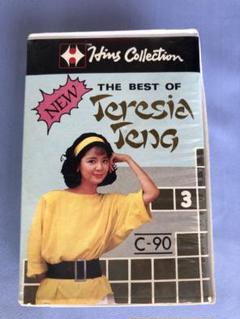 Hins Collection
NEW
THE BEST OF
Teresia
Teng
3
C-90